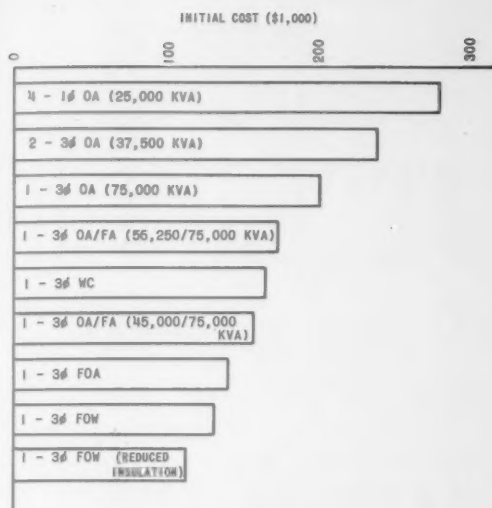 INITIAL COST ($1,000)
0 100 200 300
4 - 1ø OA (25,000 KVA)
2 - 3ø OA (37,500 KVA)
1 - 3ø OA (75,000 KVA)
1 - 3ø OA/FA (56,250/75,000 KVA)
1 - 3ø WC
1 - 3ø OA/FA (45,000/75,000
KVA)
1 - 3ø FOA
1 - 3ø FOW
1 - 3ø FOW (REDUCED
INSULATION)